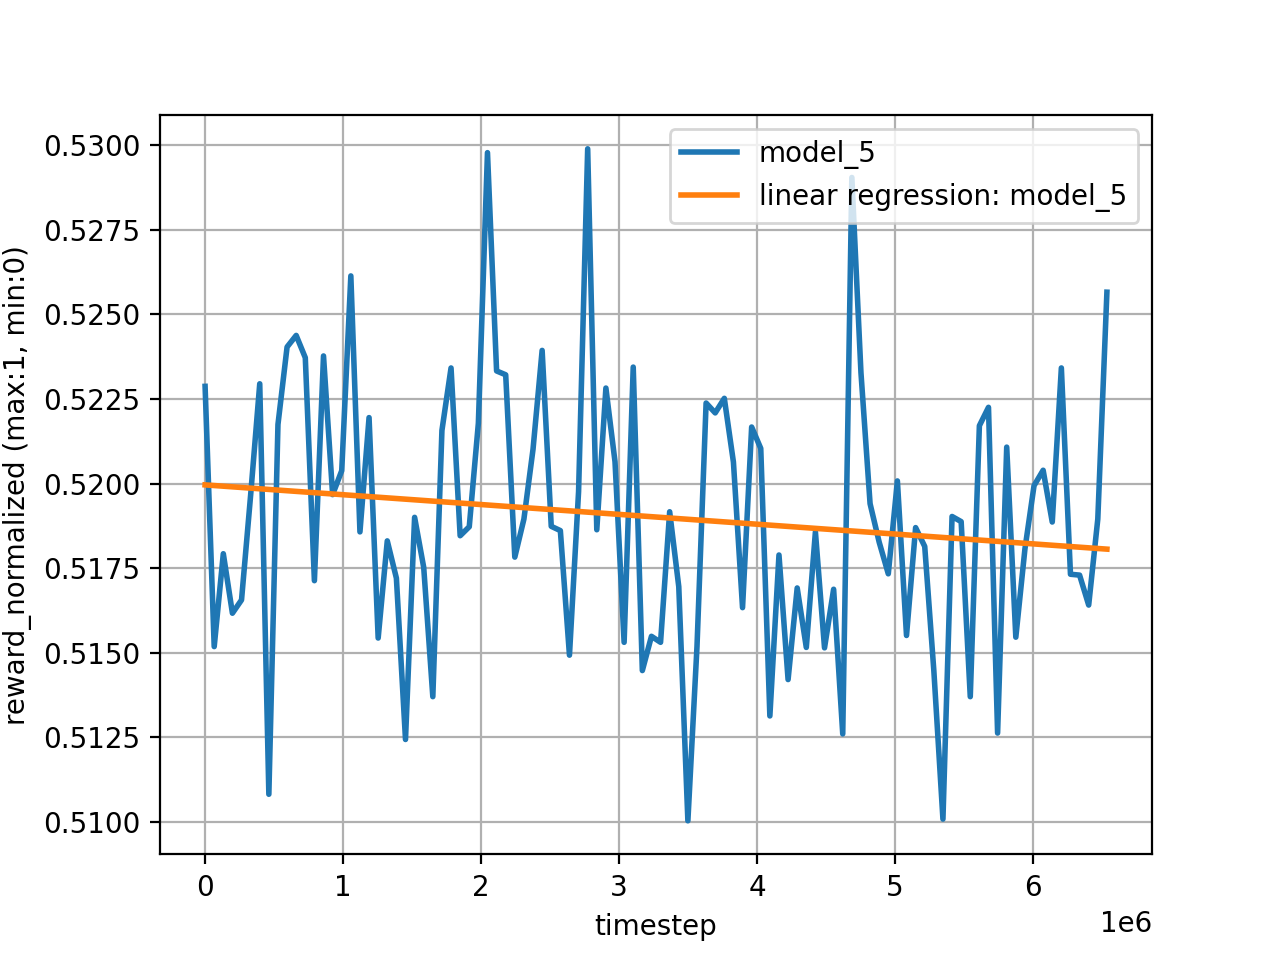 model_5
linear regression: model_5
0.5300
0.5275
0.5250
0.5225
0.5200
0.5175
0.5150
0.5125
0.5100
reward_normalized (max:1, min:0)
0 1 2 3 4 5 6
1e6
timestep